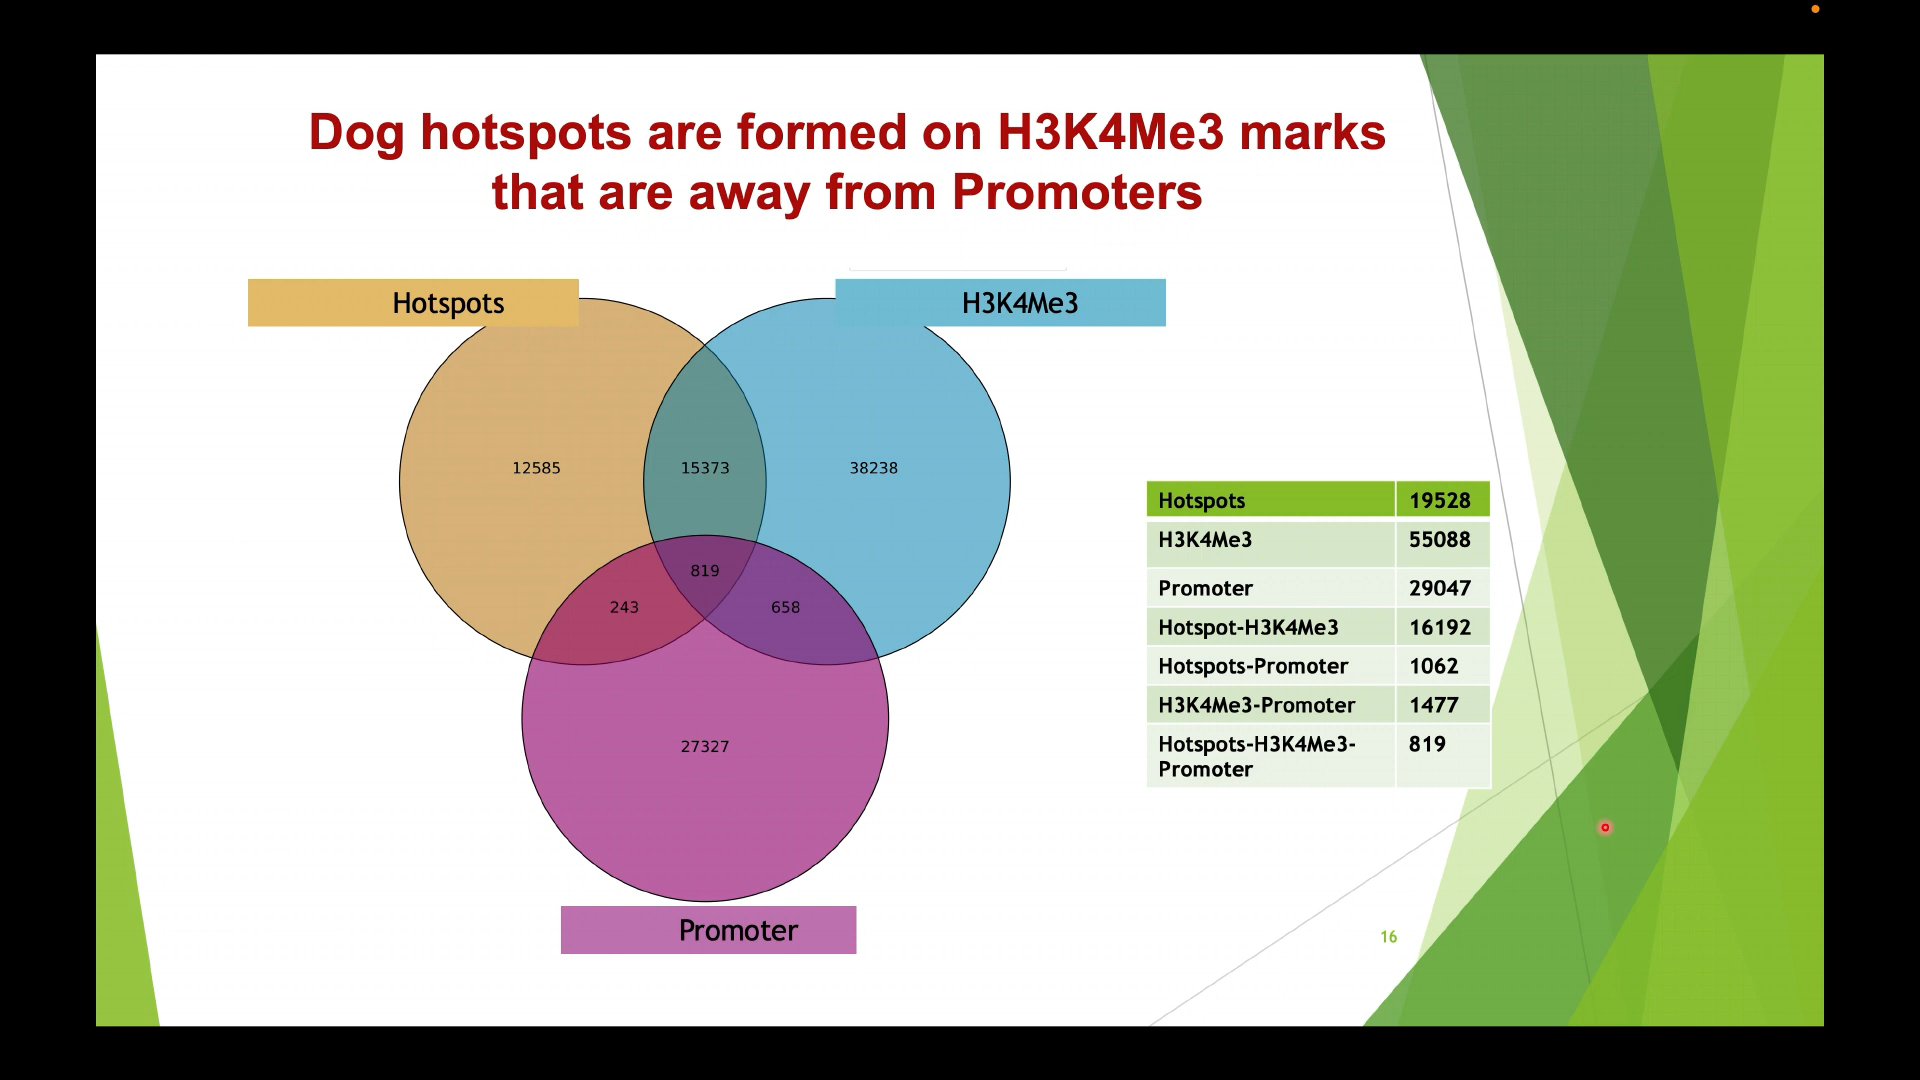 Dog hotspots are formed on H3K4Me3 marks
that are away from Promoters
Hotspots
H3K4Me3
12585
15373
38238
819
243
658
27327
Promoter
Hotspots 19528
H3K4Me3 55088
Promoter 29047
Hotspot-H3K4Me3 16192
Hotspots-Promoter 1062
H3K4Me3-Promoter 1477
Hotspots-H3K4Me3- 819
Promoter
16